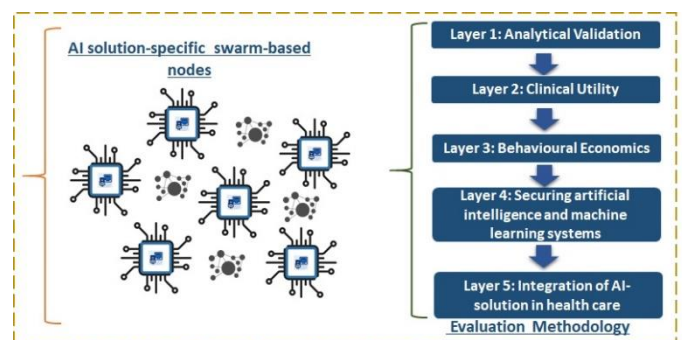 AI solution-specific swarm-based
nodes
Layer 1: Analytical Validation
Layer 2: Clinical Utility
Layer 3: Behavioural Economics
Layer 4: Securing artificial
intelligence and machine
learning systems
Layer 5: Integration of AI-
solution in health care
Evaluation Methodology